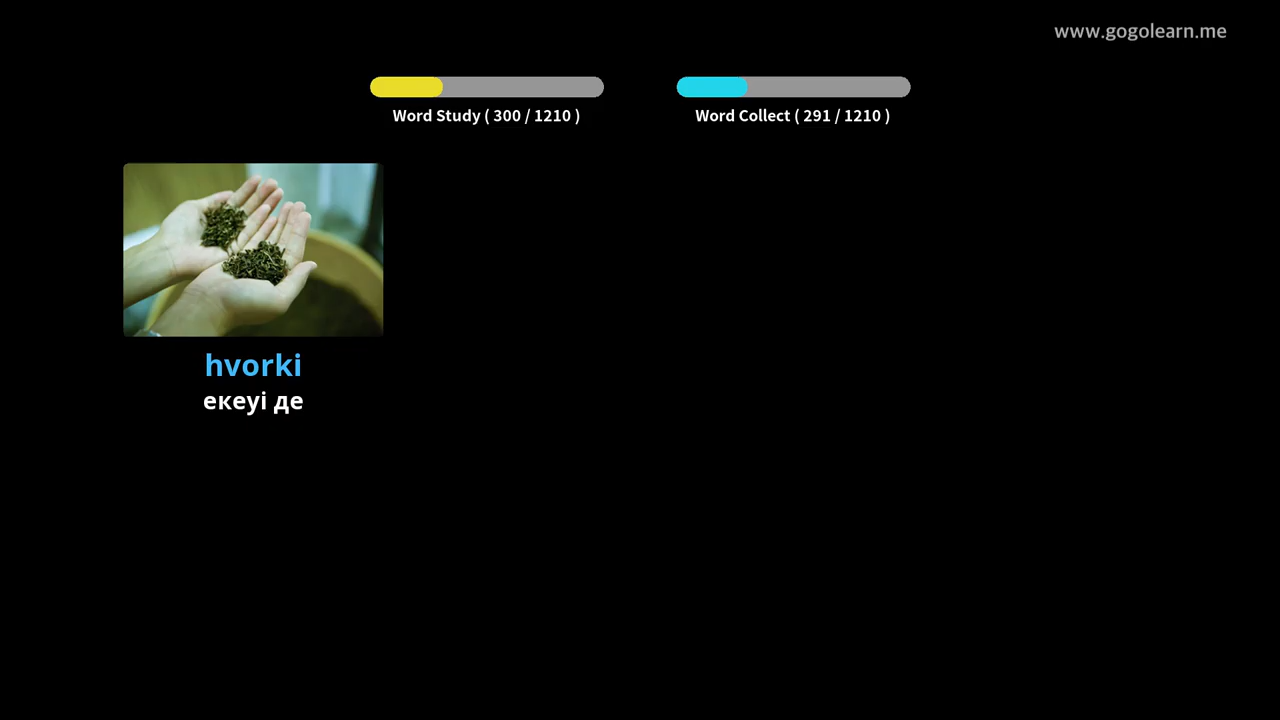 www.gogolearn.me
Word Study ( 300 / 1210 )
Word Collect ( 291 / 1210 )
hvorki
екеуі де